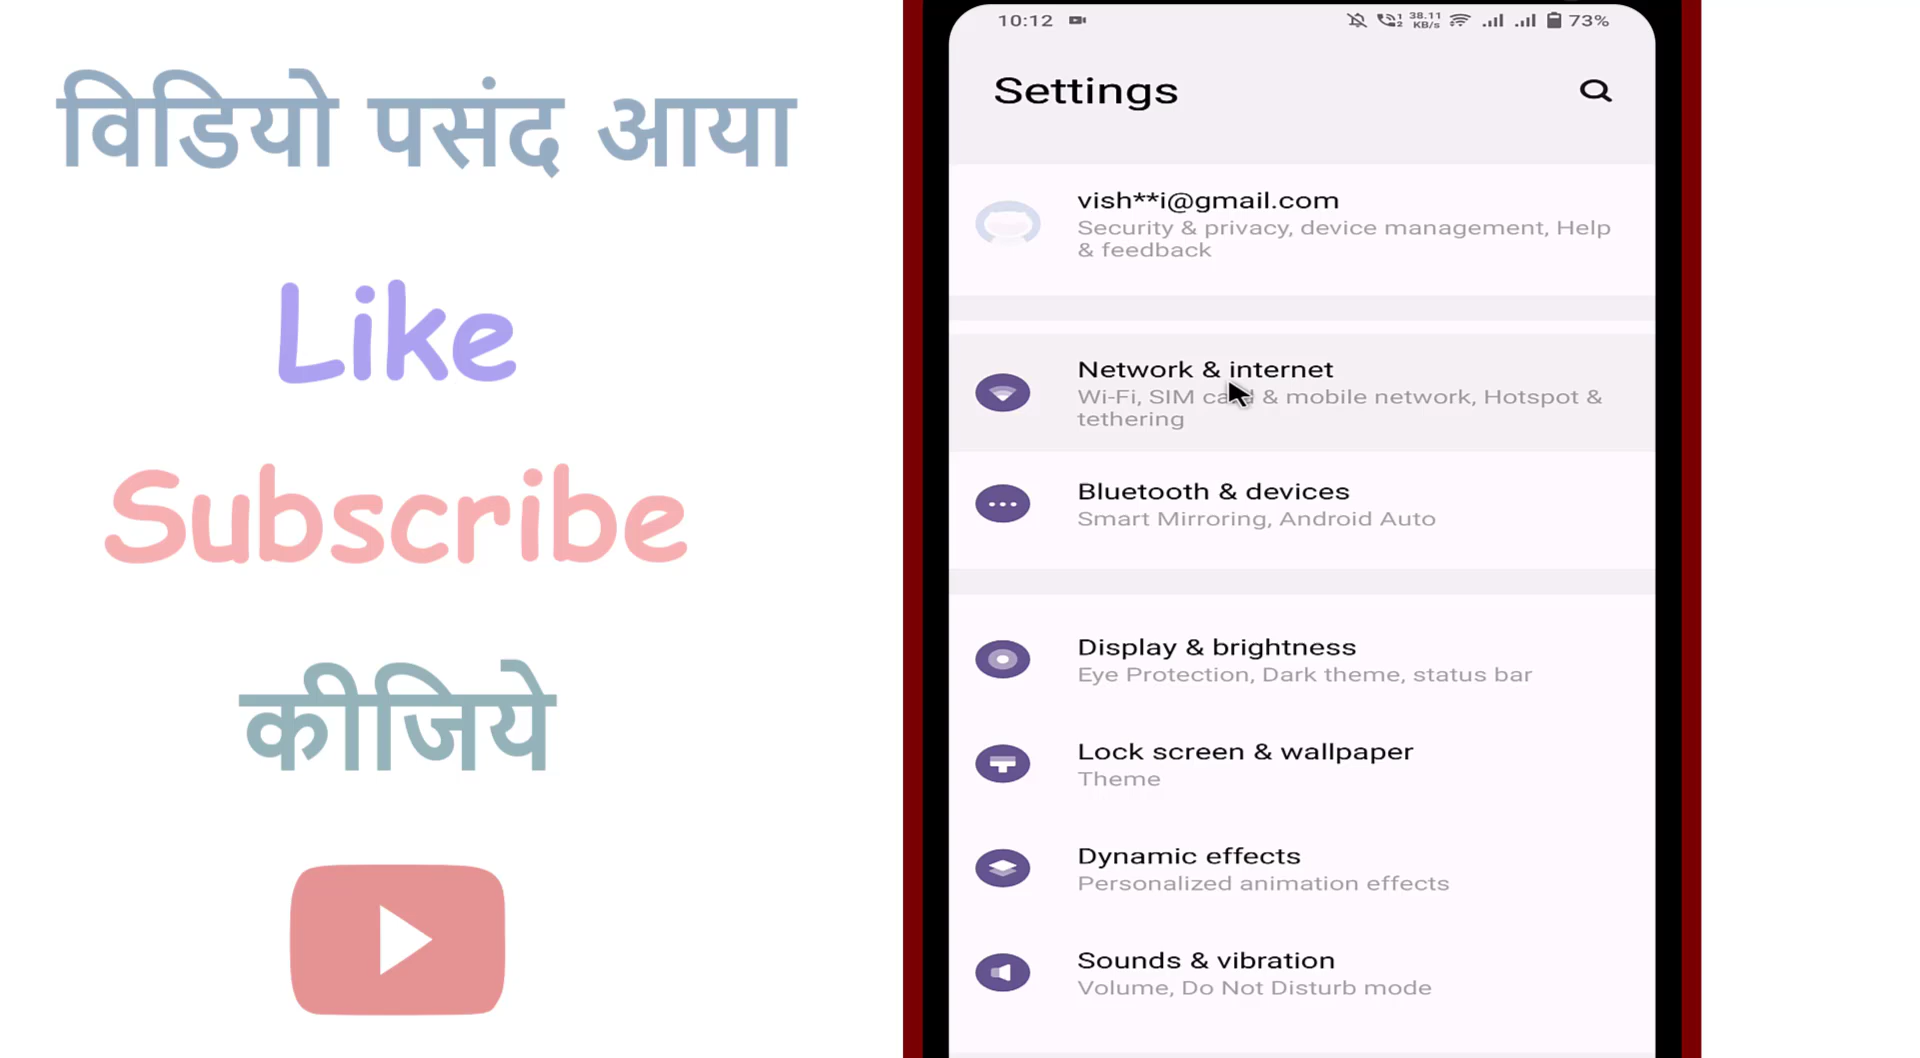 विडियो पसंद आया
Like
Subscribe
कीजिये
10:12
38.11
KB/s
73%
Settings
vish**i@gmail.com
Security & privacy, device management, Help
& feedback
Network & internet
Wi-Fi, SIM card & mobile network, Hotspot &
tethering
Bluetooth & devices
Smart Mirroring, Android Auto
Display & brightness
Eye Protection, Dark theme, status bar
Lock screen & wallpaper
Theme
Dynamic effects
Personalized animation effects
Sounds & vibration
Volume, Do Not Disturb mode